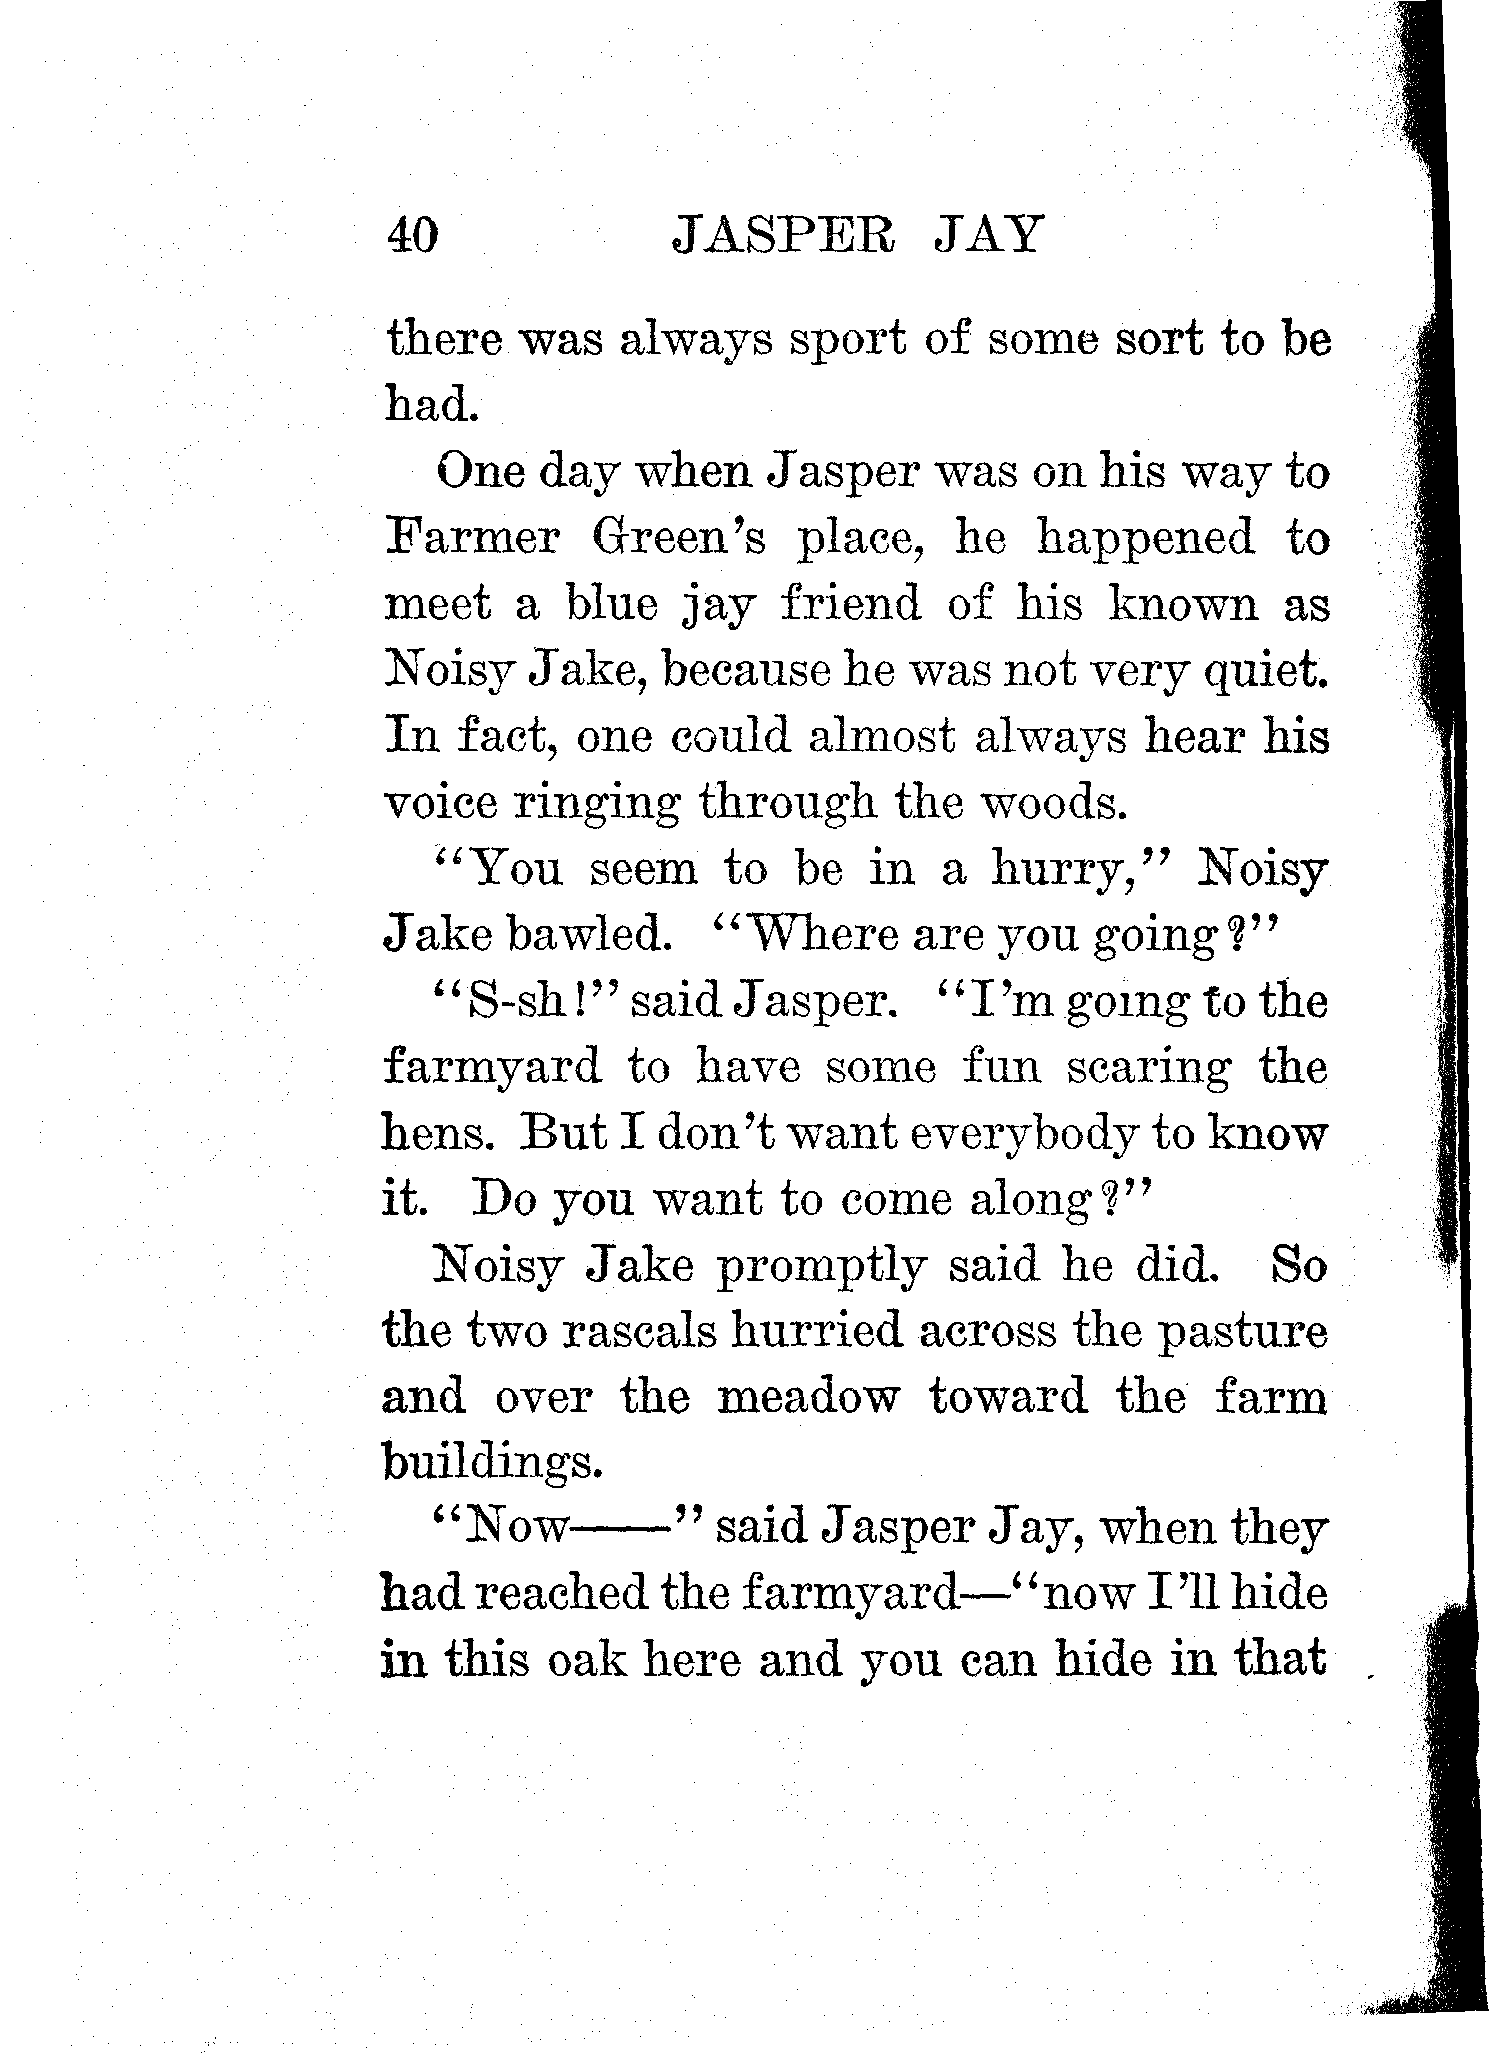 40 JASPER JAY
there was always sport of some sort to be
had.
One day when Jasper was on his way to
Farmer Green's place, he happened to
meet a blue jay friend of his known as
Noisy Jake, because he was not very quiet.
In fact, one could almost always hear his
voice ringing through the woods.
"You seem to be in a hurry," Noisy
Jake bawled. "Where are you going?"
"S-sh!" said Jasper. "I'm going to the
farmyard to have some fun scaring the
hens. But I don't want everybody to know
it. Do you want to come along?"
Noisy Jake promptly said he did. So
the two rascals hurried across the pasture
and over the meadow toward the farm
buildings.
"Now——" said Jasper Jay, when they
had reached the farmyard—"now I'll hide
in this oak here and you can hide in that